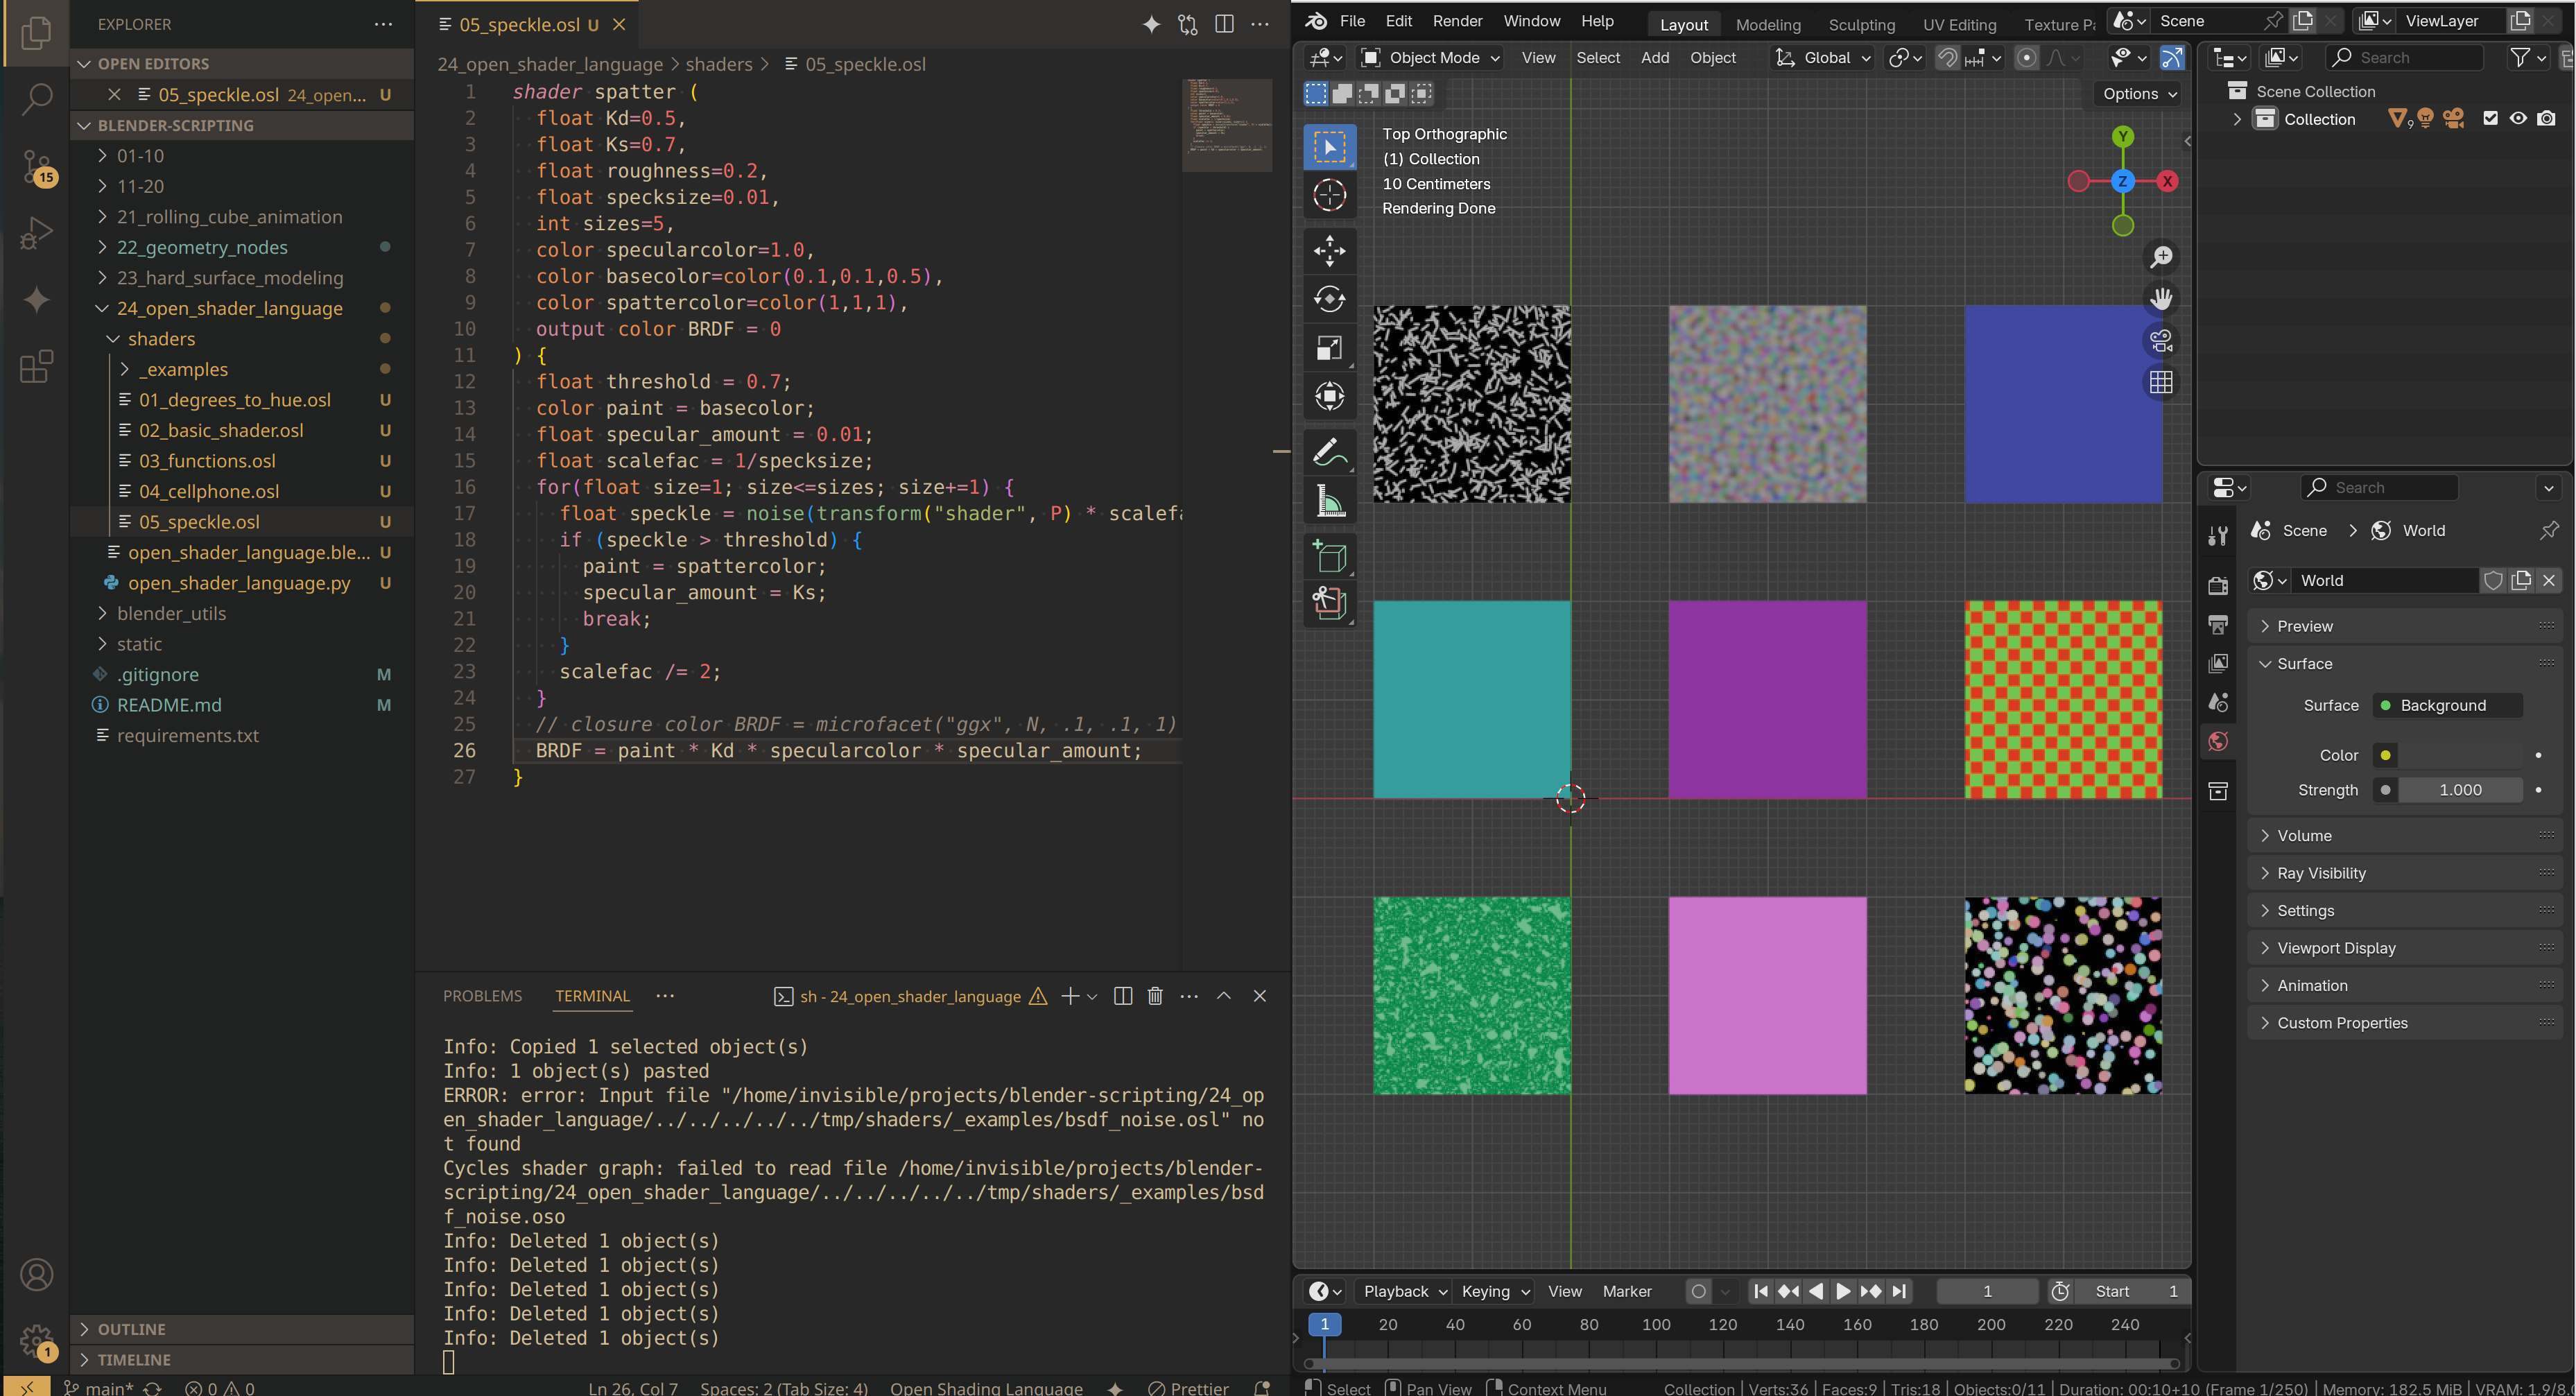 EXPLORER
OPEN EDITORS
05_speckle.osl 24_open... U
BLENDER-SCRIPTING
01-10
11-20
21_rolling_cube_animation
22_geometry_nodes
23_hard_surface_modeling
24_open_shader_language
shaders
_examples
01_degrees_to_hue.osl U
02_basic_shader.osl U
03_functions.osl U
04_cellphone.osl U
05_speckle.osl U
open_shader_language.ble... U
open_shader_language.py U
blender_utils
static
.gitignore M
README.md M
requirements.txt
15
1
OUTLINE
TIMELINE
05_speckle.osl U
24_open_shader_language > shaders > 05_speckle.osl
1 shader spatter (
2 float Kd=0.5,
3 float Ks=0.7,
4 float roughness=0.2,
5 float specksize=0.01,
6 int sizes=5,
7 color specularcolor=1.0,
8 color basecolor=color(0.1,0.1,0.5),
9 color spattercolor=color(1,1,1),
10 output color BRDF = 0
11 ) {
12 float threshold = 0.7;
13 color paint = basecolor;
14 float specular_amount = 0.01;
15 float scalefac = 1/specksize;
16 for(float size=1; size<=sizes; size+=1) {
17 float speckle = noise(transform("shader", P) * scalefa
18 if (speckle > threshold) {
19 paint = spattercolor;
20 specular_amount = Ks;
21 break;
22 }
23 scalefac /= 2;
24 }
25 // closure color BRDF = microfacet("ggx", N, .1, .1, 1)
26 BRDF = paint * Kd * specularcolor * specular_amount;
27 }
PROBLEMS TERMINAL sh - 24_open_shader_language
Info: Copied 1 selected object(s)
Info: 1 object(s) pasted
ERROR: error: Input file "/home/invisible/projects/blender-scripting/24_op
en_shader_language/../../../../../tmp/shaders/_examples/bsdf_noise.osl" no
t found
Cycles shader graph: failed to read file /home/invisible/projects/blender-
scripting/24_open_shader_language/../../../../../tmp/shaders/_examples/bsd
f_noise.oso
Info: Deleted 1 object(s)
Info: Deleted 1 object(s)
Info: Deleted 1 object(s)
Info: Deleted 1 object(s)
Info: Deleted 1 object(s)
main* 0 0 Ln 26, Col 7 Spaces: 2 (Tab Size: 4) Open Shading Language Prettier
File Edit Render Window Help Layout Modeling Sculpting UV Editing Texture Pa Scene ViewLayer
Object Mode View Select Add Object Global
Options
Top Orthographic
(1) Collection
10 Centimeters
Rendering Done
Y
Z
X
Search
Scene Collection
Collection 9
Search
Scene > World
World
Preview
Surface
Surface Background
Color
Strength 1.000
Volume
Ray Visibility
Settings
Viewport Display
Animation
Custom Properties
Playback Keying View Marker 1 Start 1
1 20 40 60 80 100 120 140 160 180 200 220 240
Select Pan View Context Menu Collection | Verts:36 | Faces:9 | Tris:18 | Objects:0/11 | Duration: 00:10+10 (Frame 1/250) | Memory: 182.5 MiB | VRAM: 1.9/8.